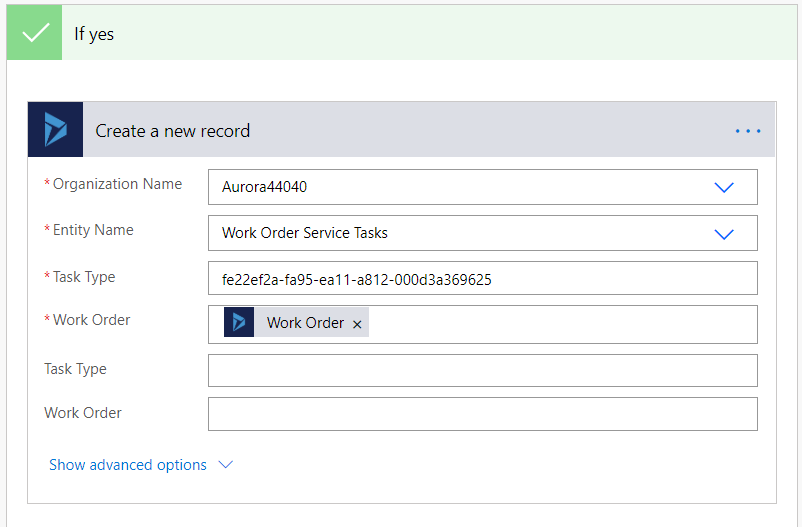 If yes
Create a new record
* Organization Name Aurora44040
* Entity Name Work Order Service Tasks
* Task Type fe22ef2a-fa95-ea11-a812-000d3a369625
* Work Order Work Order ×
Task Type
Work Order
Show advanced options